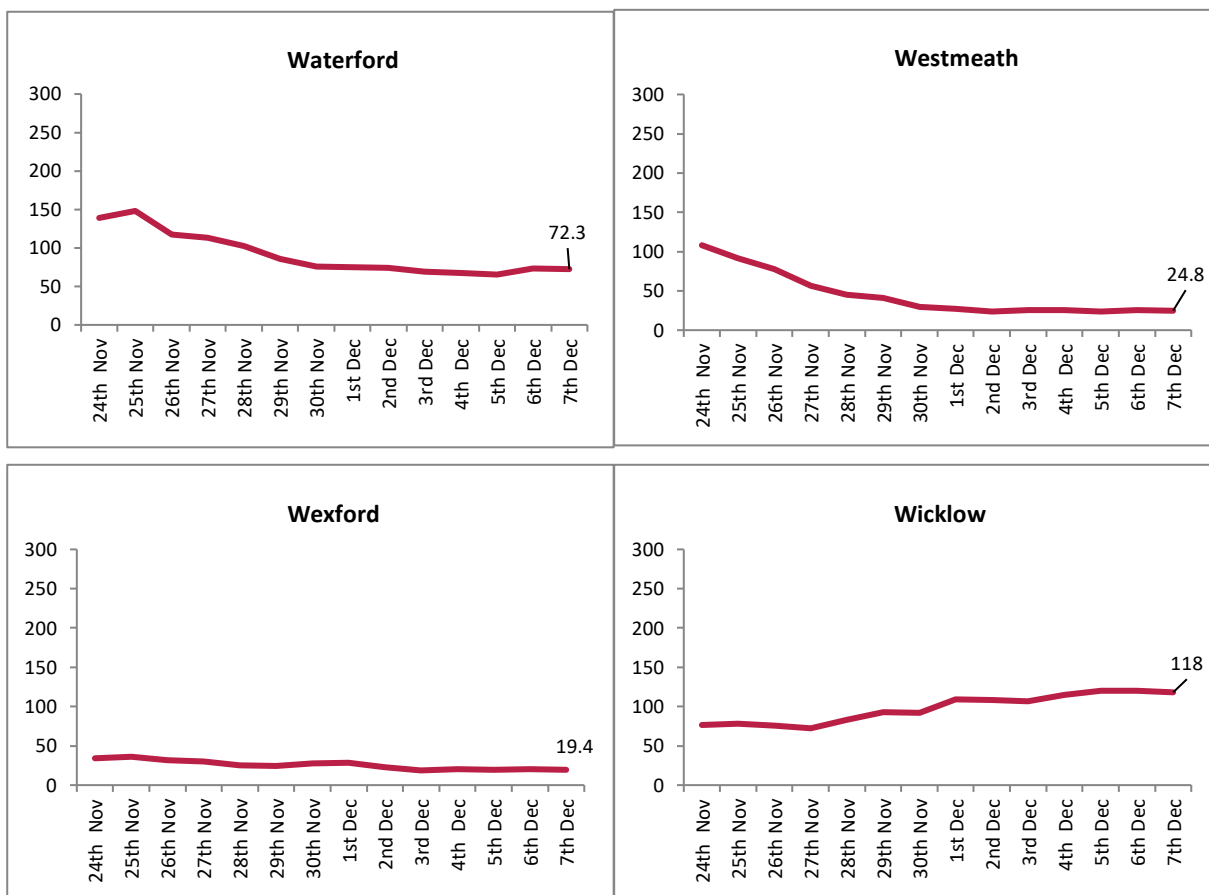 Waterford
300
250
200
150
100
50
0
72.3
24th Nov
25th Nov
26th Nov
27th Nov
28th Nov
29th Nov
30th Nov
1st Dec
2nd Dec
3rd Dec
4th Dec
5th Dec
6th Dec
7th Dec
Westmeath
300
250
200
150
100
50
0
24.8
24th Nov
25th Nov
26th Nov
27th Nov
28th Nov
29th Nov
30th Nov
1st Dec
2nd Dec
3rd Dec
4th Dec
5th Dec
6th Dec
7th Dec
Wexford
300
250
200
150
100
50
0
19.4
24th Nov
25th Nov
26th Nov
27th Nov
28th Nov
29th Nov
30th Nov
1st Dec
2nd Dec
3rd Dec
4th Dec
5th Dec
6th Dec
7th Dec
Wicklow
300
250
200
150
100
50
0
118
24th Nov
25th Nov
26th Nov
27th Nov
28th Nov
29th Nov
30th Nov
1st Dec
2nd Dec
3rd Dec
4th Dec
5th Dec
6th Dec
7th Dec